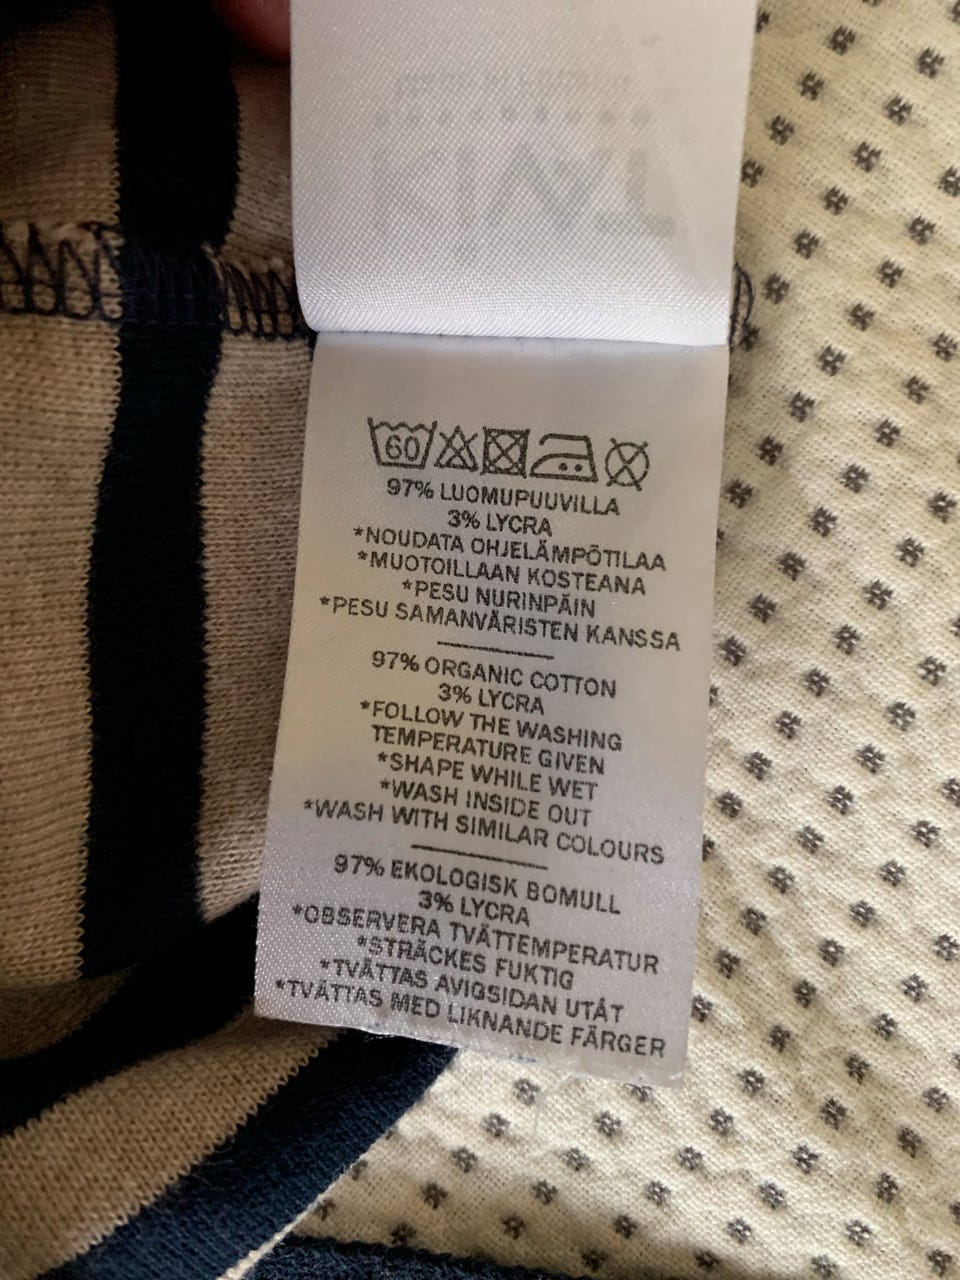 60
97% LUOMUPUUVILLA
3% LYCRA
*NOUDATA OHJELÄMPÖTILAA
*MUOTOILLAAN KOSTEANA
*PESU NURINPÄIN
*PESU SAMANVÄRISTEN KANSSA
97% ORGANIC COTTON
3% LYCRA
*FOLLOW THE WASHING
TEMPERATURE GIVEN
*SHAPE WHILE WET
*WASH INSIDE OUT
*WASH WITH SIMILAR COLOURS
97% EKOLOGISK BOMULL
3% LYCRA
*OBSERVERA TVÄTTEMPERATUR
*STRÄCKES FUKTIG
*TVÄTTAS AVIGSIDAN UTÅT
*TVÄTTAS MED LIKNANDE FÄRGER